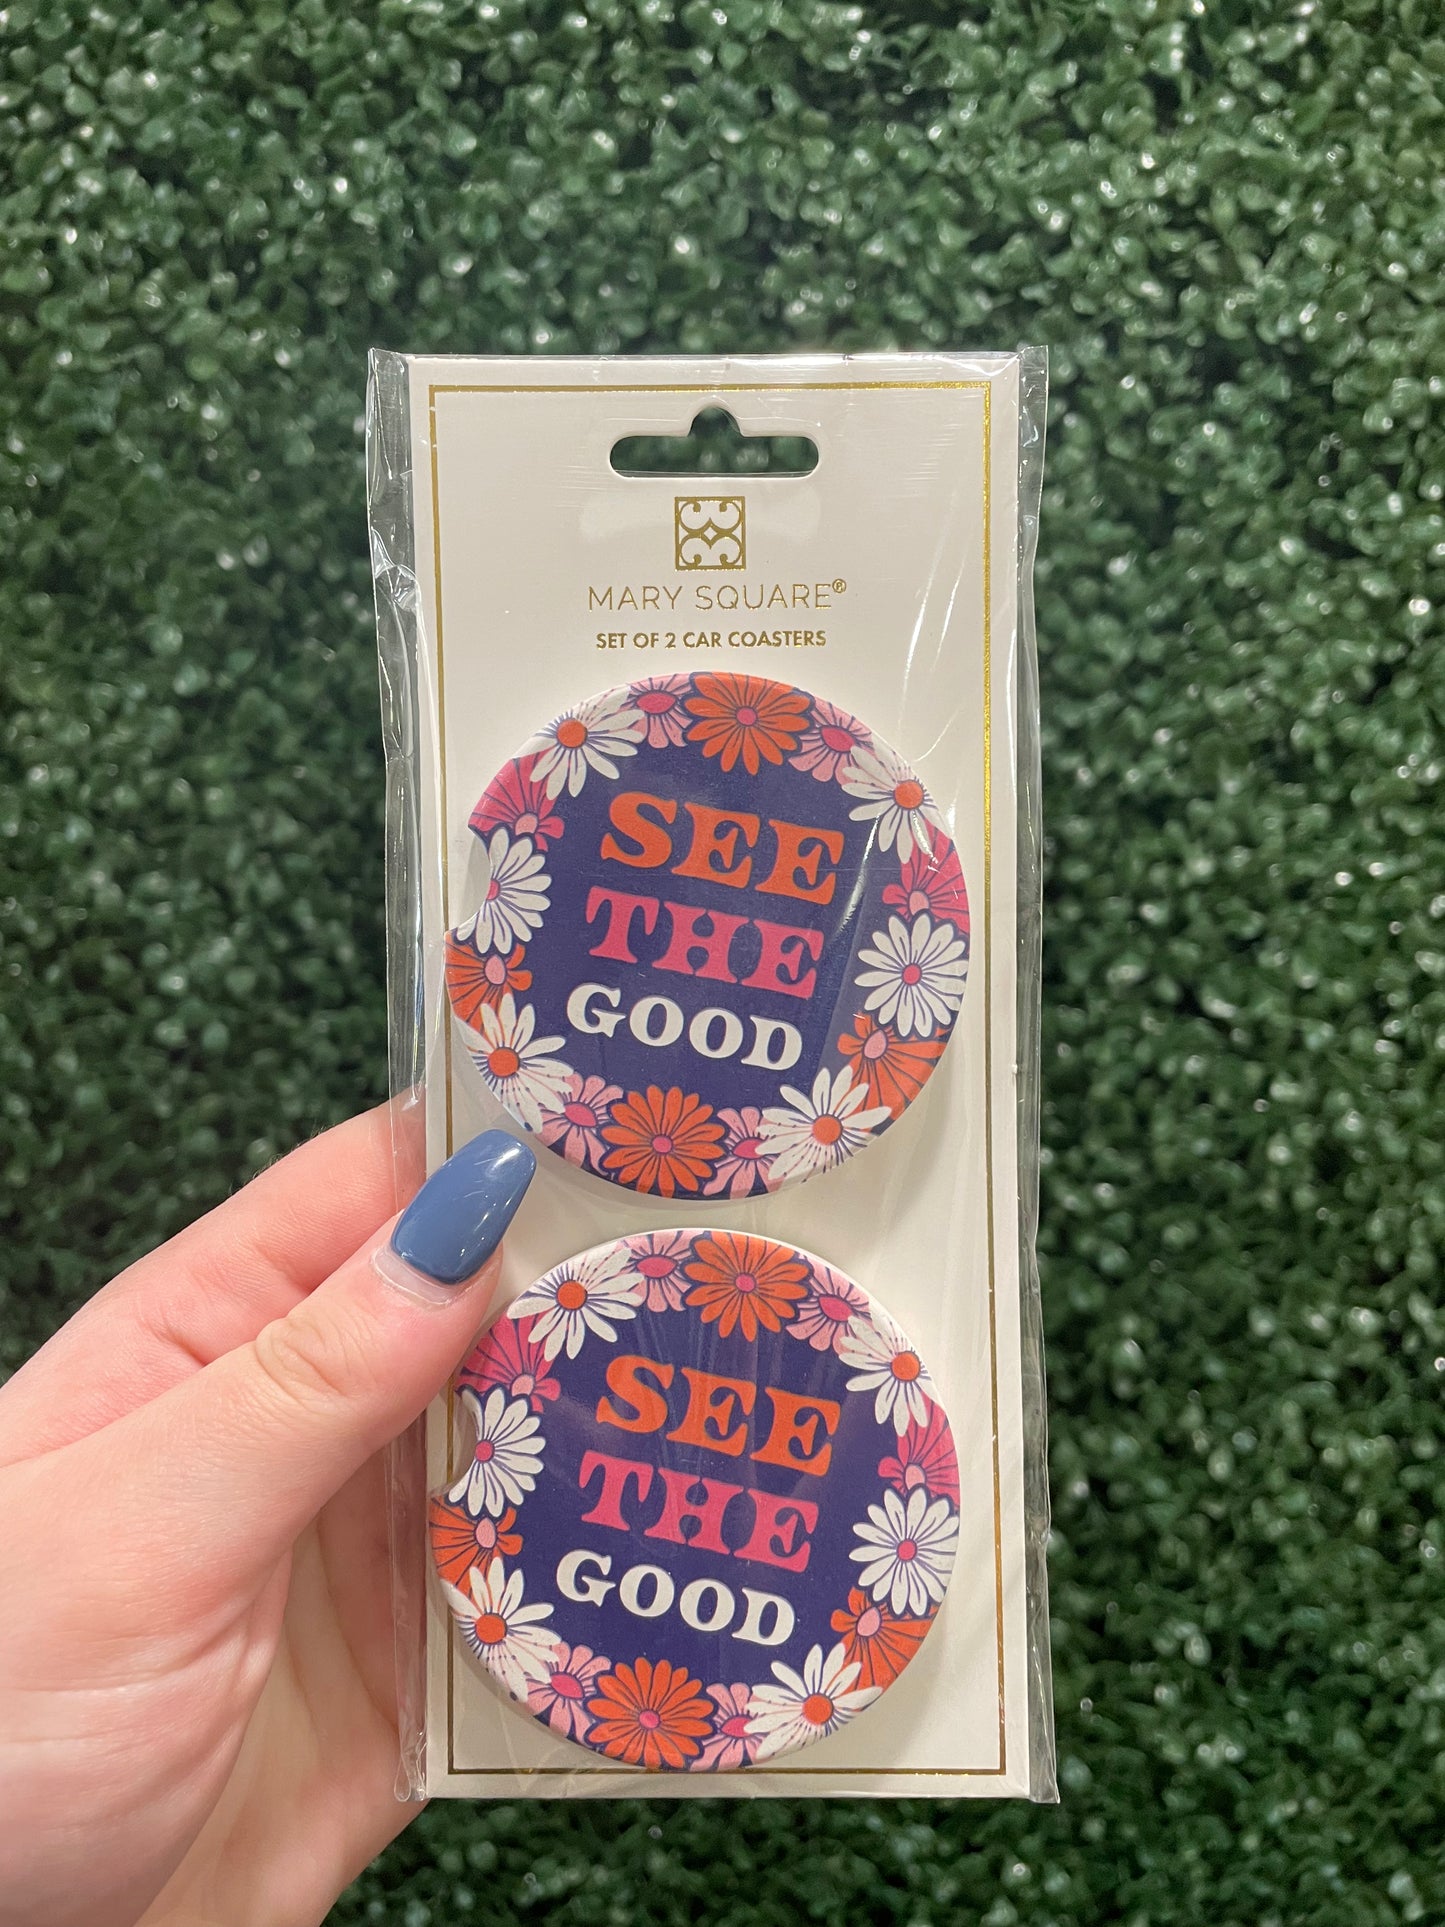 MARY SQUARE®
SET OF 2 CAR COASTERS
SEE
THE
GOOD
SEE
THE
GOOD